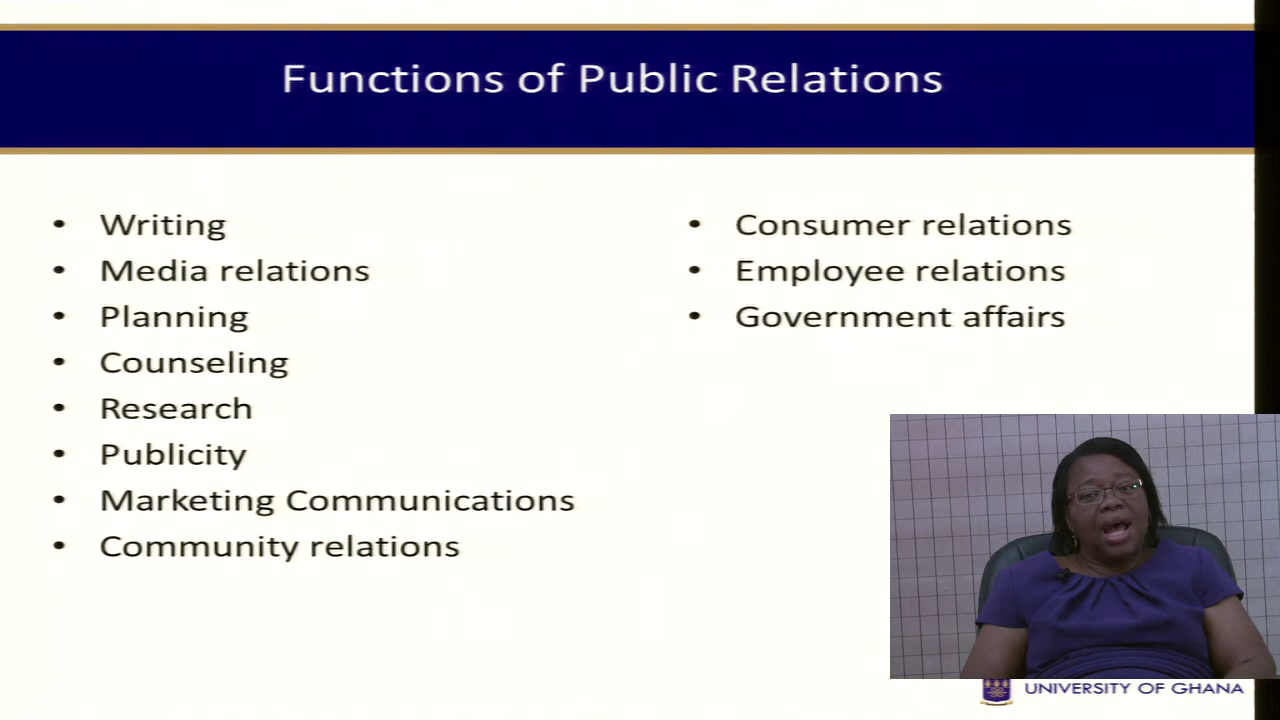 Functions of Public Relations
• Writing
• Media relations
• Planning
• Counseling
• Research
• Publicity
• Marketing Communications
• Community relations
• Consumer relations
• Employee relations
• Government affairs
UNIVERSITY OF GHANA